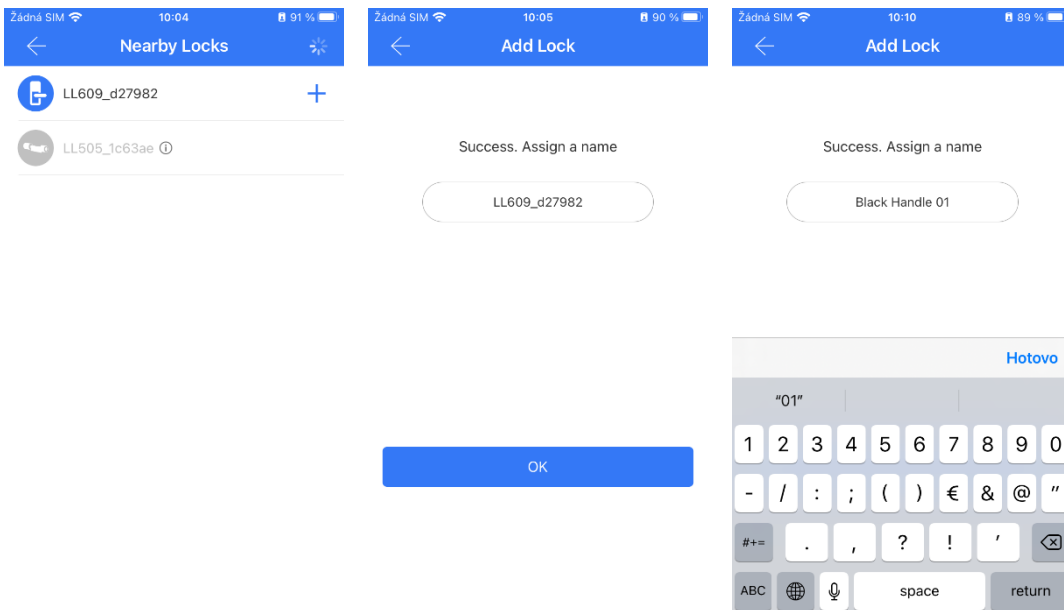 Žádná SIM 10:04 91 %
Nearby Locks
LL609_d27982
LL505_1c63ae
Žádná SIM 10:05 90 %
Add Lock
Success. Assign a name
LL609_d27982
OK
Žádná SIM 10:10 89 %
Add Lock
Success. Assign a name
Black Handle 01
Hotovo
“01”
1 2 3 4 5 6 7 8 9 0
- / : ; ( ) € & @ "
#+= . , ? ! ’
ABC space return